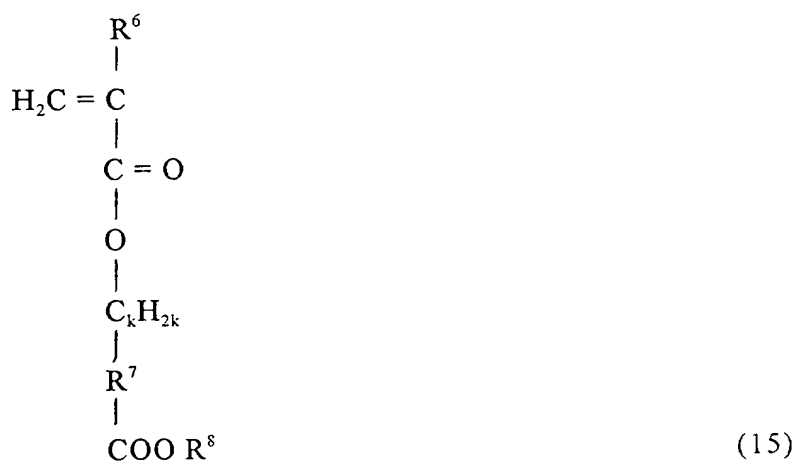 R⁶
H₂C = C
C = O
O
CₖH₂ₖ
R⁷
COO R⁸ (15)